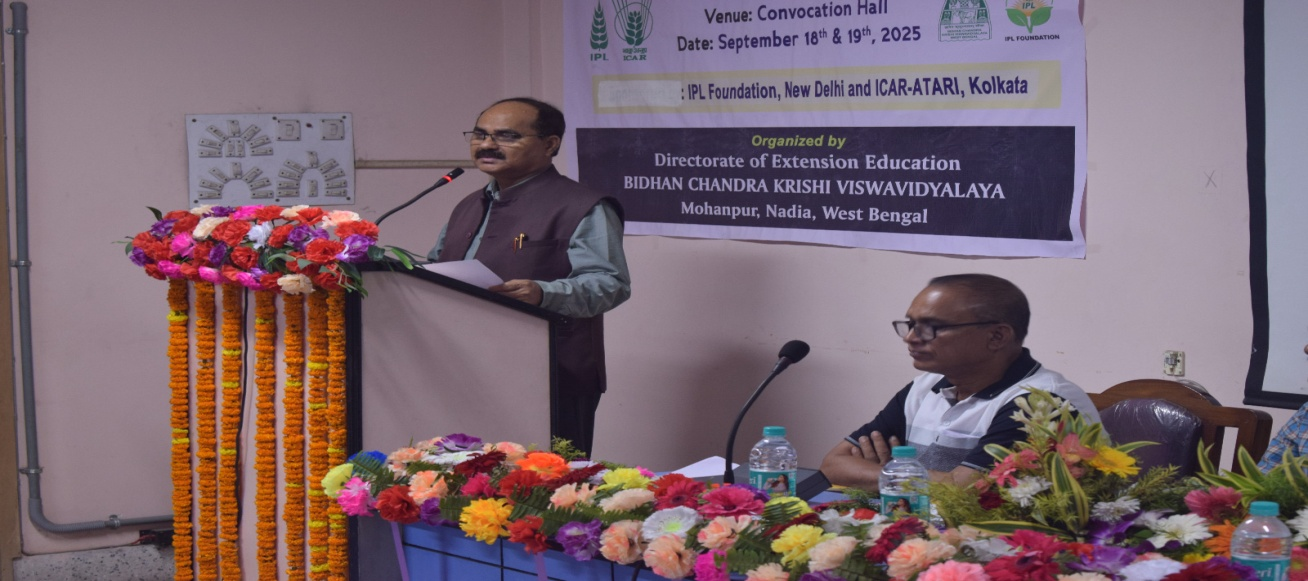 Venue: Convocation Hall
Date: September 18th & 19th, 2025
IPL
ICAR
IPL
IPL FOUNDATION
: IPL Foundation, New Delhi and ICAR-ATARI, Kolkata
Organized by
Directorate of Extension Education
BIDHAN CHANDRA KRISHI VISWAVIDYALAYA
Mohanpur, Nadia, West Bengal